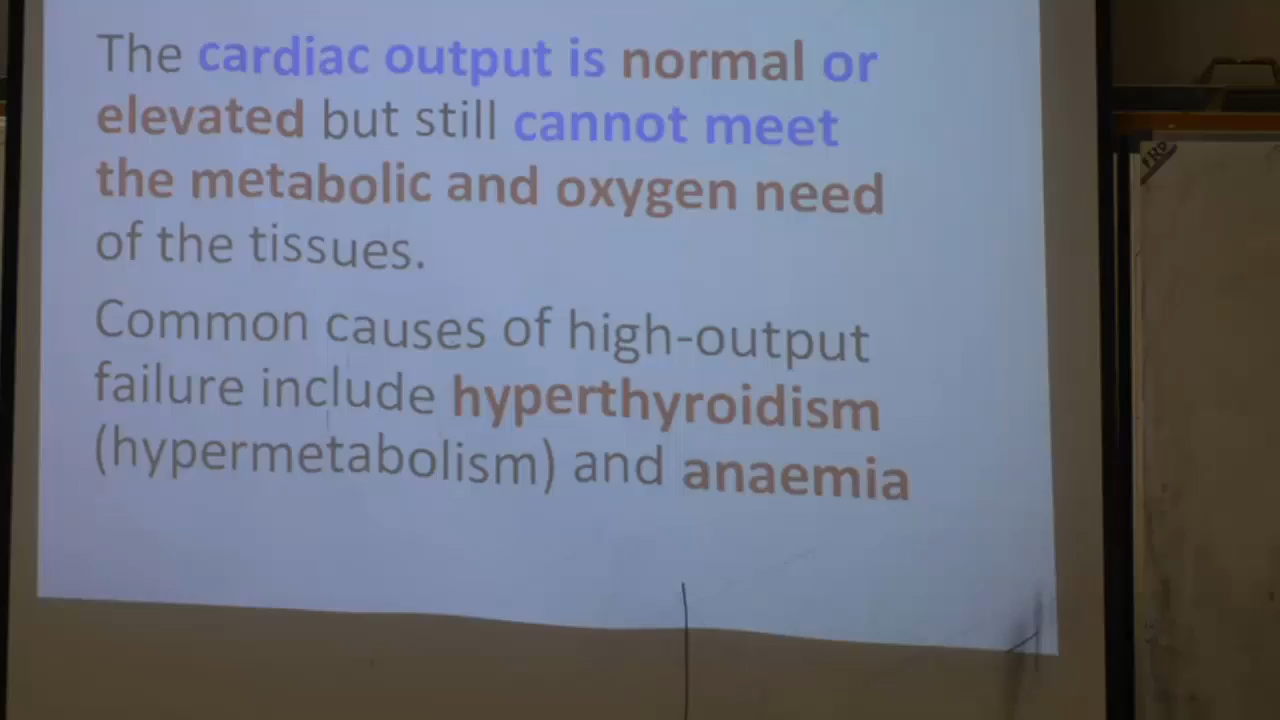 The cardiac output is normal or
elevated but still cannot meet
the metabolic and oxygen need
of the tissues.
Common causes of high-output
failure include hyperthyroidism
(hypermetabolism) and anaemia